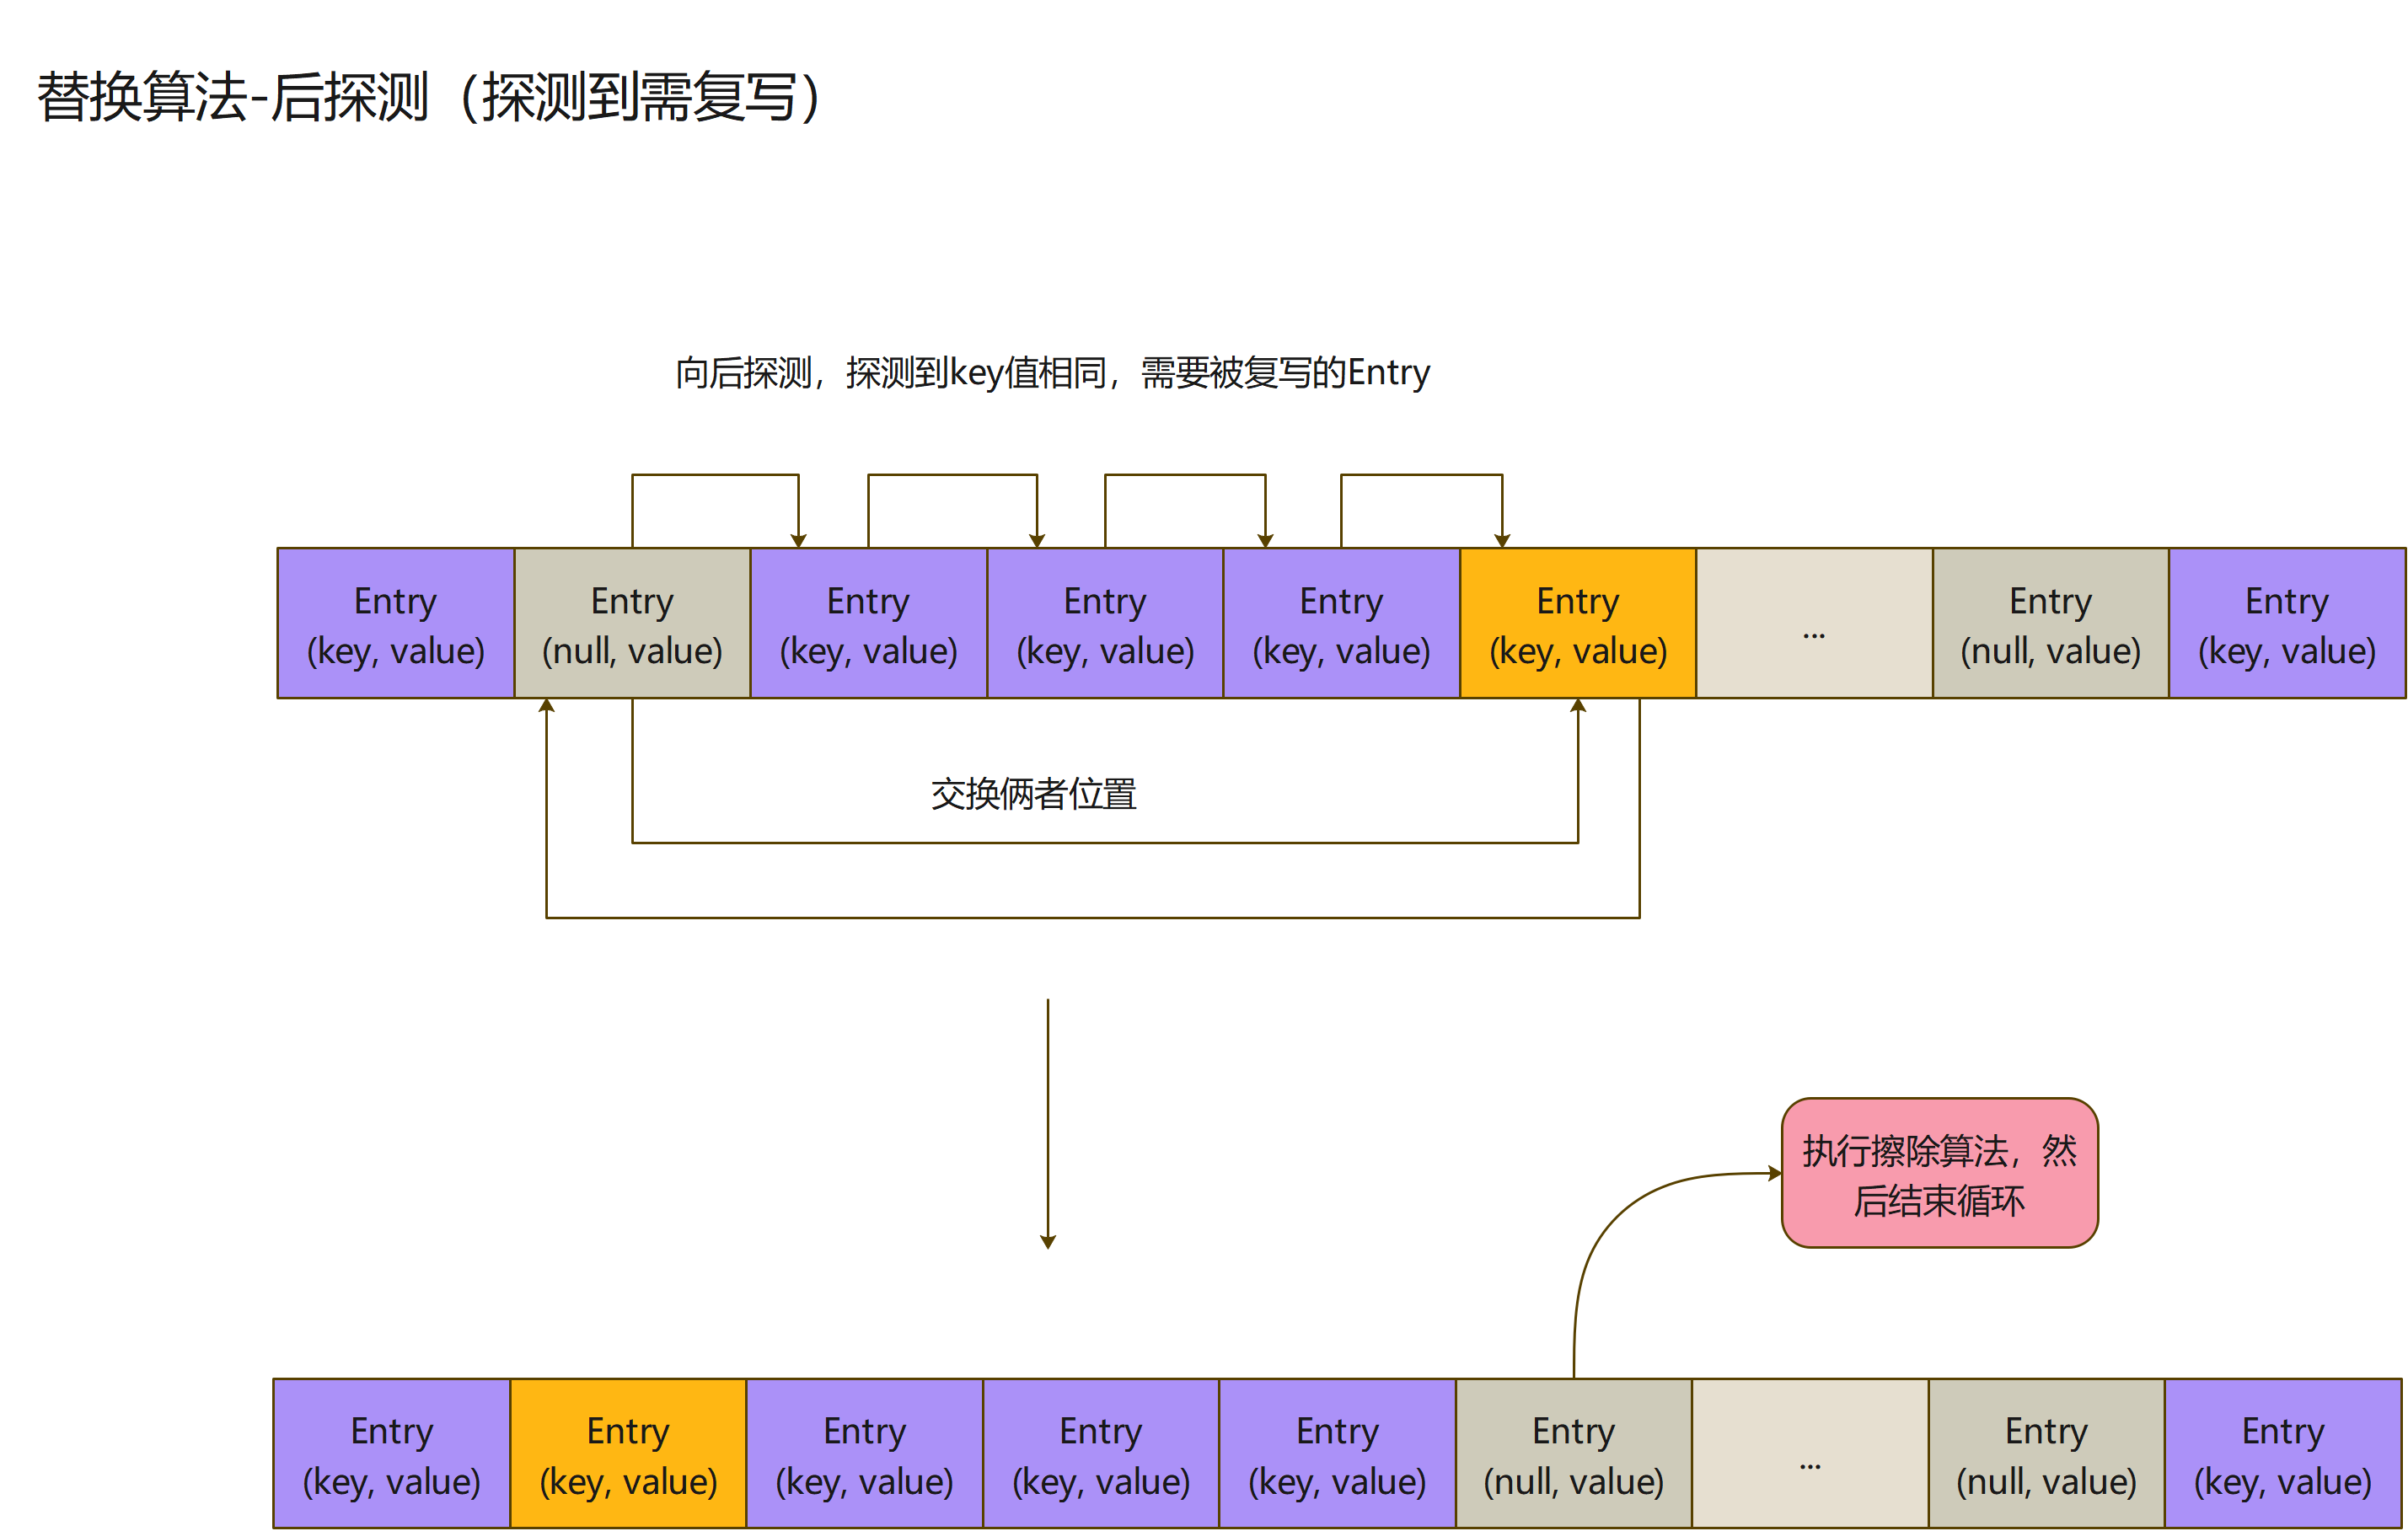 替换算法-后探测（探测到需复写）
向后探测，探测到key值相同，需要被复写的Entry
Entry
(key, value)
Entry
(null, value)
Entry
(key, value)
Entry
(key, value)
Entry
(key, value)
Entry
(key, value)
...
Entry
(null, value)
Entry
(key, value)
交换俩者位置
执行擦除算法，然
后结束循环
Entry
(key, value)
Entry
(key, value)
Entry
(key, value)
Entry
(key, value)
Entry
(key, value)
Entry
(null, value)
...
Entry
(null, value)
Entry
(key, value)